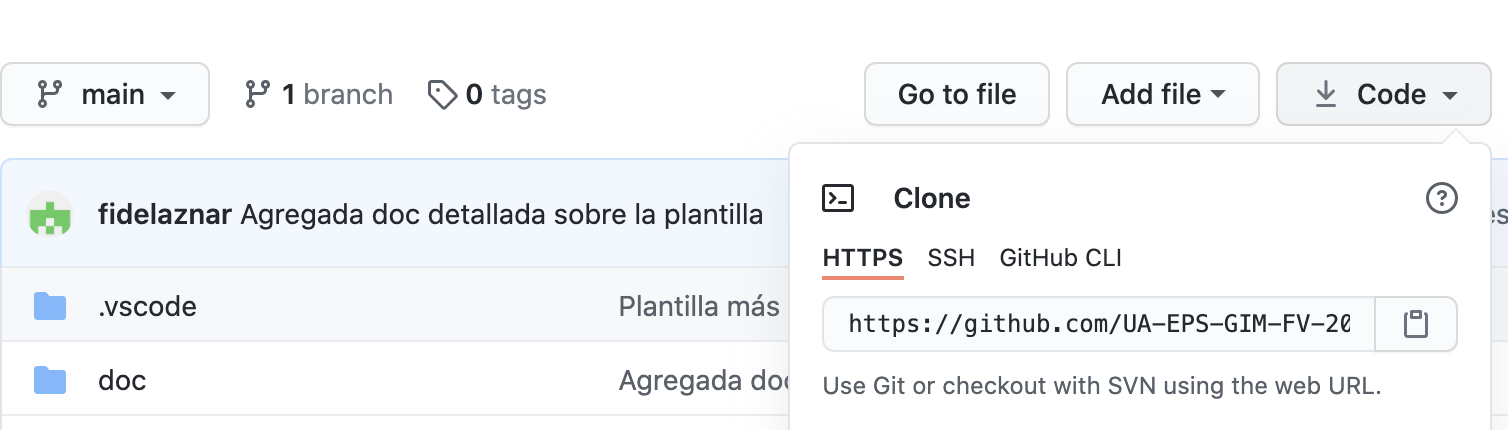 main 1 branch 0 tags Go to file Add file Code
fidelaznar Agregada doc detallada sobre la plantilla
Clone
HTTPS SSH GitHub CLI
.vscode Plantilla más
https://github.com/UA-EPS-GIM-FV-20
doc Agregada doc
Use Git or checkout with SVN using the web URL.